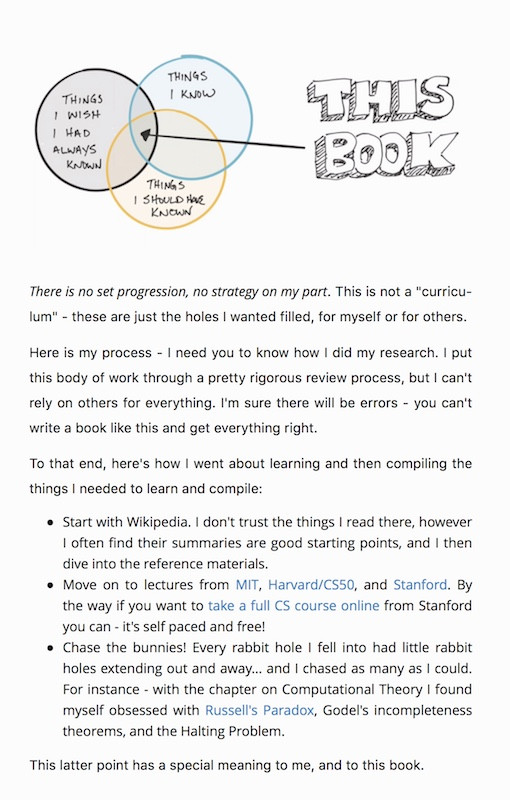 THINGS
I WISH
I HAD
ALWAYS
KNOWN
THINGS
I KNOW
THINGS
I SHOULD HAVE
KNOWN
THIS
BOOK
There is no set progression, no strategy on my part. This is not a "curricu-
lum" - these are just the holes I wanted filled, for myself or for others.
Here is my process - I need you to know how I did my research. I put
this body of work through a pretty rigorous review process, but I can't
rely on others for everything. I'm sure there will be errors - you can't
write a book like this and get everything right.
To that end, here's how I went about learning and then compiling the
things I needed to learn and compile:
• Start with Wikipedia. I don't trust the things I read there, however
I often find their summaries are good starting points, and I then
dive into the reference materials.
• Move on to lectures from MIT, Harvard/CS50, and Stanford. By
the way if you want to take a full CS course online from Stanford
you can - it's self paced and free!
• Chase the bunnies! Every rabbit hole I fell into had little rabbit
holes extending out and away... and I chased as many as I could.
For instance - with the chapter on Computational Theory I found
myself obsessed with Russell's Paradox, Godel's incompleteness
theorems, and the Halting Problem.
This latter point has a special meaning to me, and to this book.